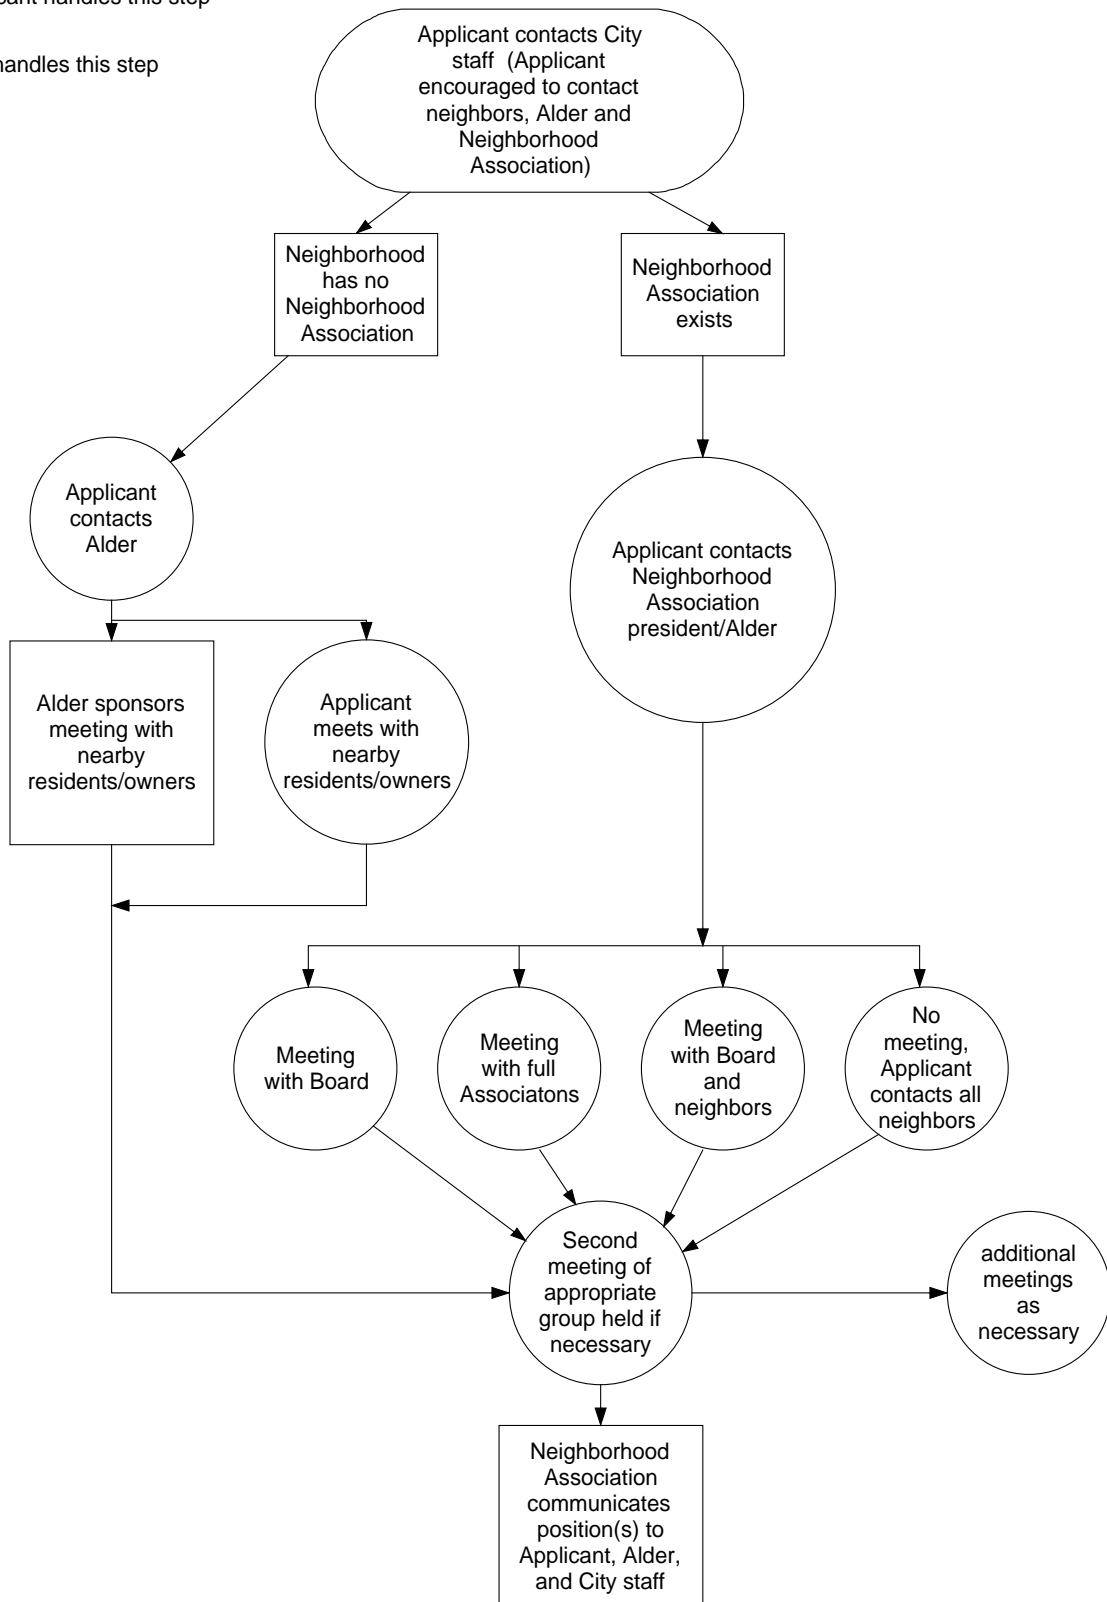 cant handles this step
handles this step
Applicant contacts City
staff (Applicant
encouraged to contact
neighbors, Alder and
Neighborhood
Association)
Neighborhood
has no
Neighborhood
Association
Neighborhood
Association
exists
Applicant
contacts
Alder
Applicant contacts
Neighborhood
Association
president/Alder
Alder sponsors
meeting with
nearby
residents/owners
Applicant
meets with
nearby
residents/owners
Meeting
with Board
Meeting
with full
Associatons
Meeting
with Board
and
neighbors
No
meeting,
Applicant
contacts all
neighbors
Second
meeting of
appropriate
group held if
necessary
additional
meetings
as
necessary
Neighborhood
Association
communicates
position(s) to
Applicant, Alder,
and City staff